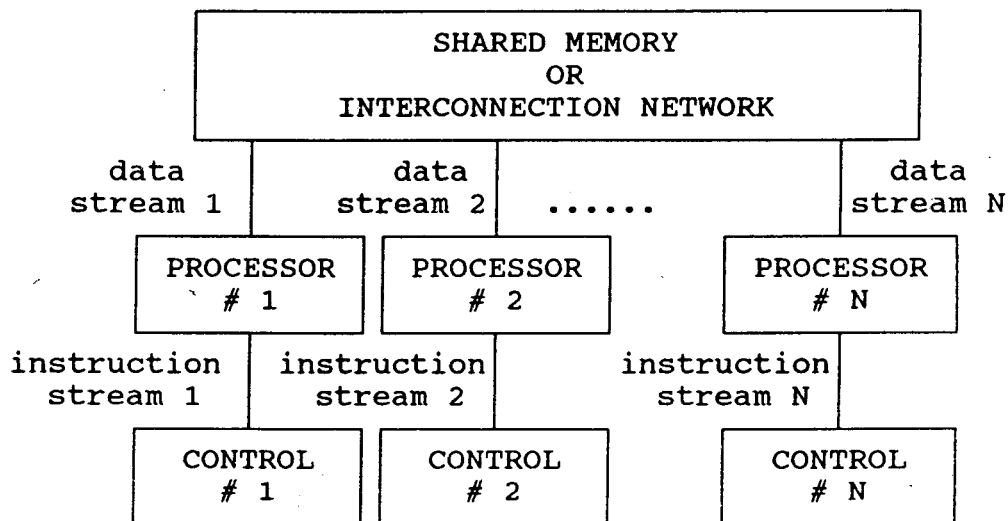 SHARED MEMORY
OR
INTERCONNECTION NETWORK
data
stream 1
data
stream 2
......
data
stream N
PROCESSOR
# 1
PROCESSOR
# 2
PROCESSOR
# N
instruction
stream 1
instruction
stream 2
instruction
stream N
CONTROL
# 1
CONTROL
# 2
CONTROL
# N